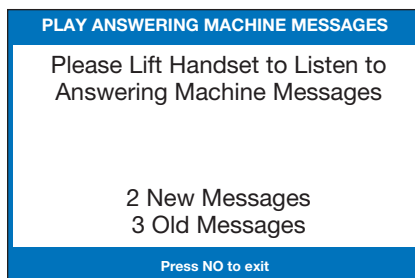 PLAY ANSWERING MACHINE MESSAGES
Please Lift Handset to Listen to
Answering Machine Messages
2 New Messages
3 Old Messages
Press NO to exit